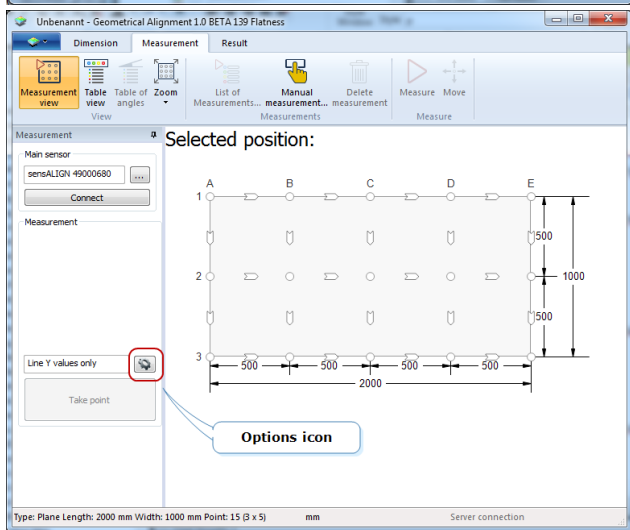 Unbenannt - Geometrical Alignment 1.0 BETA 139 Flatness
Dimension Measurement Result
Measurement view
Table view
Table of angles
Zoom
List of Measurements...
Manual measurement...
Delete measurement
Measure
Move
View Measurements Measure
Measurement
Main sensor
sensALIGN 49000680 ...
Connect
Measurement
Line Y values only
Take point
Selected position:
A B C D E
1
500
2 1000
500
3
500 500 500 500
2000
Options icon
Type: Plane Length: 2000 mm Width: 1000 mm Point: 15 (3 x 5) mm Server connection